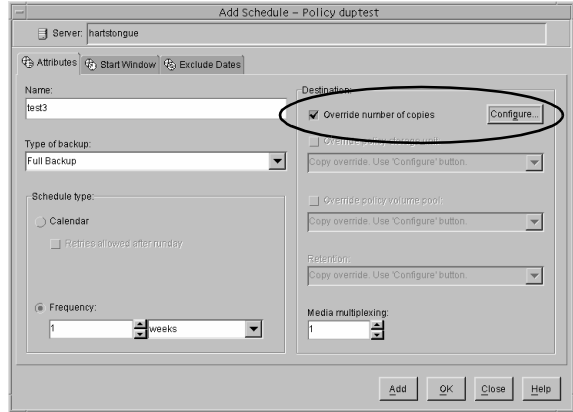 Add Schedule – Policy duptest
Server: hartstongue
Attributes
Start Window
Exclude Dates
Name:
test3
Type of backup:
Full Backup
Schedule type:
Calendar
Retries allowed after runday
Frequency:
1
weeks
Destination:
Override number of copies
Configure...
Override policy storage unit:
Copy override. Use 'Configure' button.
Override policy volume pool:
Copy override. Use 'Configure' button.
Retention:
Copy override. Use 'Configure' button.
Media multiplexing:
1
Add
OK
Close
Help